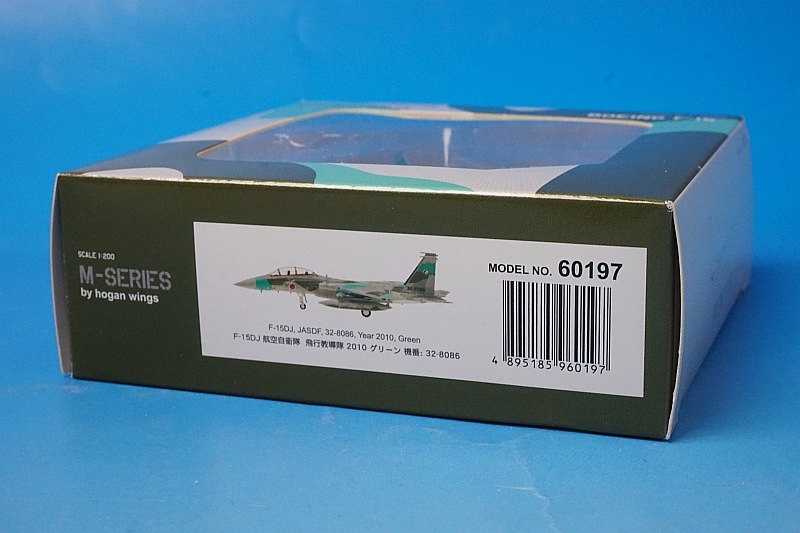 BOEING F-15
SCALE 1:200
M-SERIES
by hogan wings
MODEL NO. 60197
F-15DJ, JASDF, 32-8086, Year 2010, Green
F-15DJ 航空自衛隊 飛行教導隊 2010 グリーン 機番: 32-8086
4 895185 960197